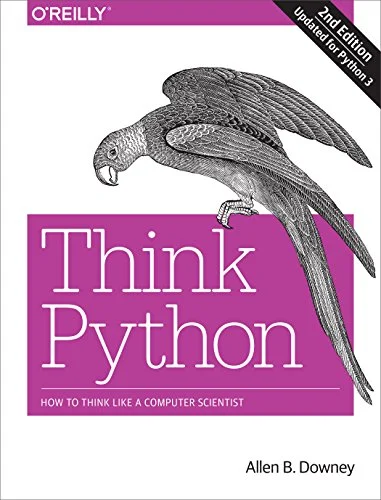 O'REILLY®
2nd Edition
Updated for Python 3
Think
Python
HOW TO THINK LIKE A COMPUTER SCIENTIST
Allen B. Downey